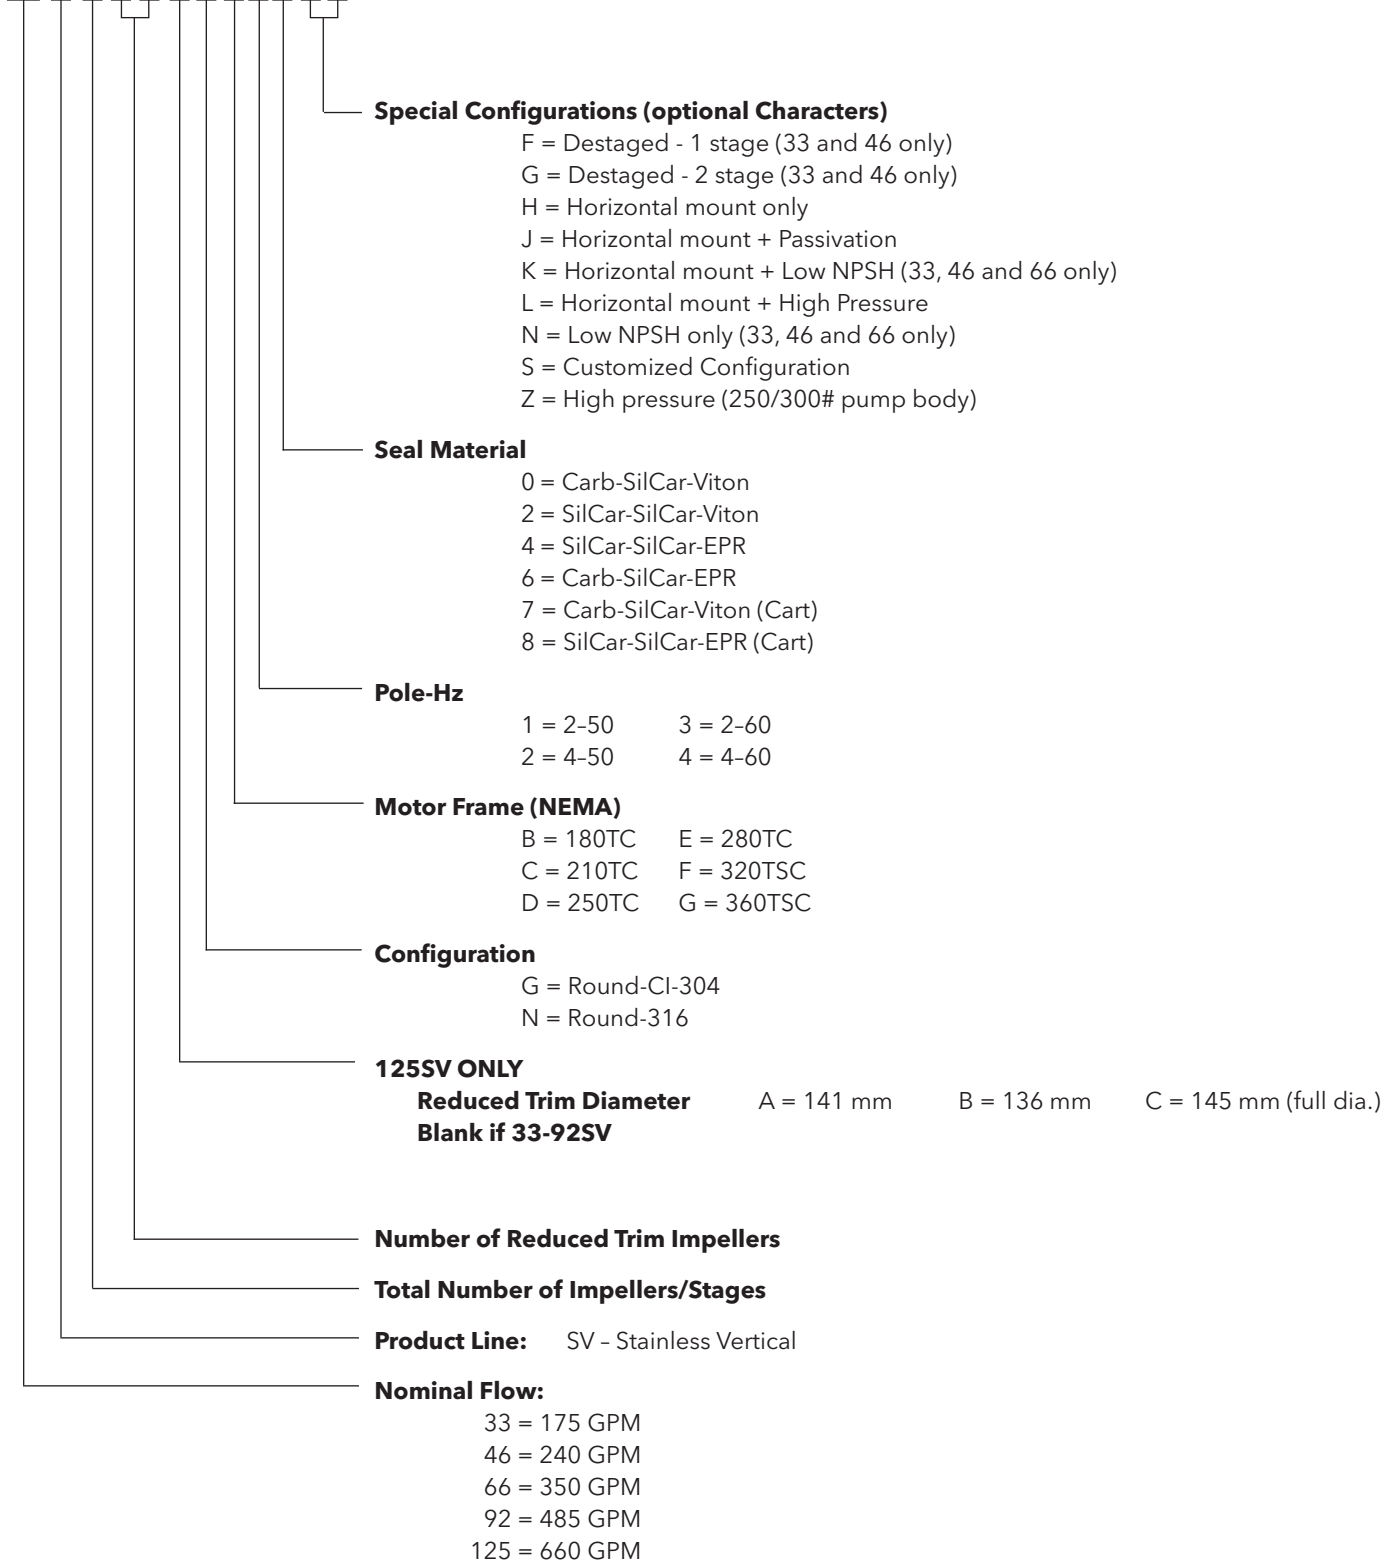 Special Configurations (optional Characters)
F = Destaged - 1 stage (33 and 46 only)
G = Destaged - 2 stage (33 and 46 only)
H = Horizontal mount only
J = Horizontal mount + Passivation
K = Horizontal mount + Low NPSH (33, 46 and 66 only)
L = Horizontal mount + High Pressure
N = Low NPSH only (33, 46 and 66 only)
S = Customized Configuration
Z = High pressure (250/300# pump body)
Seal Material
0 = Carb-SilCar-Viton
2 = SilCar-SilCar-Viton
4 = SilCar-SilCar-EPR
6 = Carb-SilCar-EPR
7 = Carb-SilCar-Viton (Cart)
8 = SilCar-SilCar-EPR (Cart)
Pole-Hz
1 = 2–50 3 = 2–60
2 = 4–50 4 = 4–60
Motor Frame (NEMA)
B = 180TC E = 280TC
C = 210TC F = 320TSC
D = 250TC G = 360TSC
Configuration
G = Round-CI-304
N = Round-316
125SV ONLY
Reduced Trim Diameter A = 141 mm B = 136 mm C = 145 mm (full dia.)
Blank if 33-92SV
Number of Reduced Trim Impellers
Total Number of Impellers/Stages
Product Line: SV – Stainless Vertical
Nominal Flow:
33 = 175 GPM
46 = 240 GPM
66 = 350 GPM
92 = 485 GPM
125 = 660 GPM